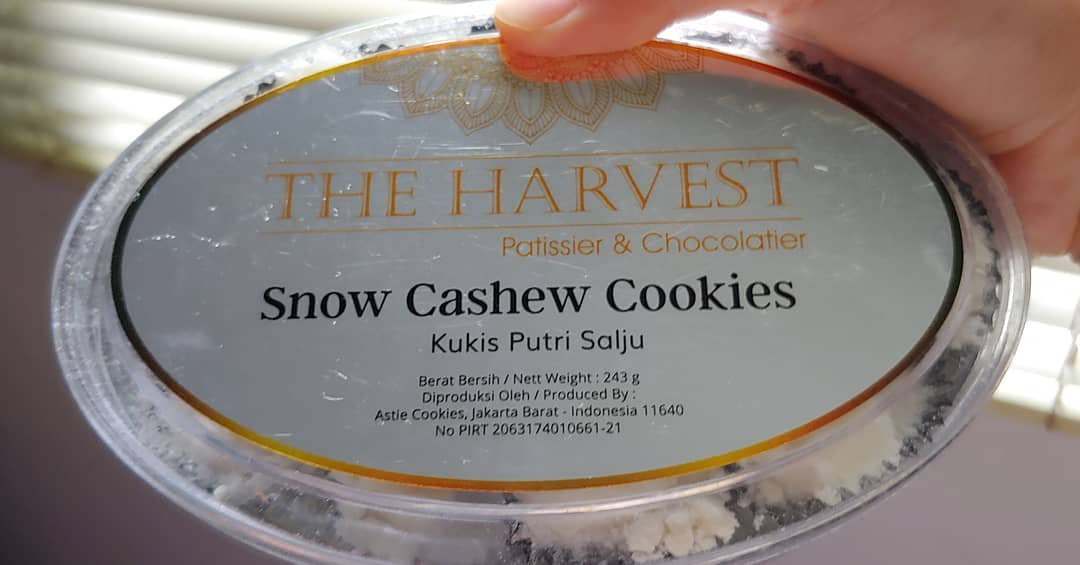 THE HARVEST
Patissier & Chocolatier
Snow Cashew Cookies
Kukis Putri Salju
Berat Bersih / Nett Weight : 243 g
Diproduksi Oleh / Produced By :
Astie Cookies, Jakarta Barat - Indonesia 11640
No PIRT 2063174010661-21